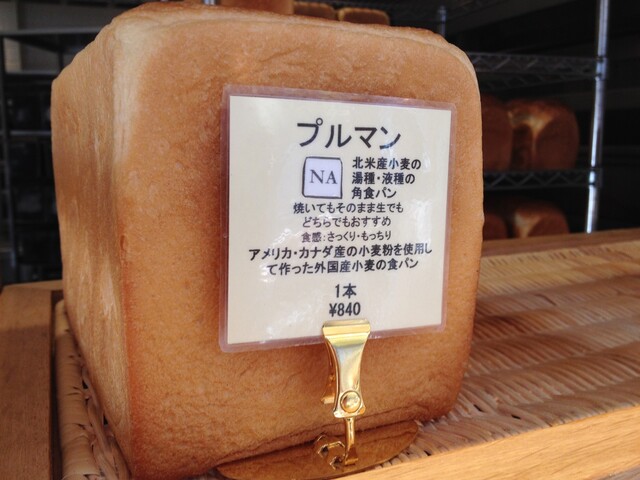 プルマン
NA
北米産小麦の
湯種・液種の
角食パン
焼いてもそのまま生でも
どちらでもおすすめ
食感:さっくり・もっちり
アメリカ・カナダ産の小麦粉を使用し
て作った外国産小麦の食パン
1本
¥840